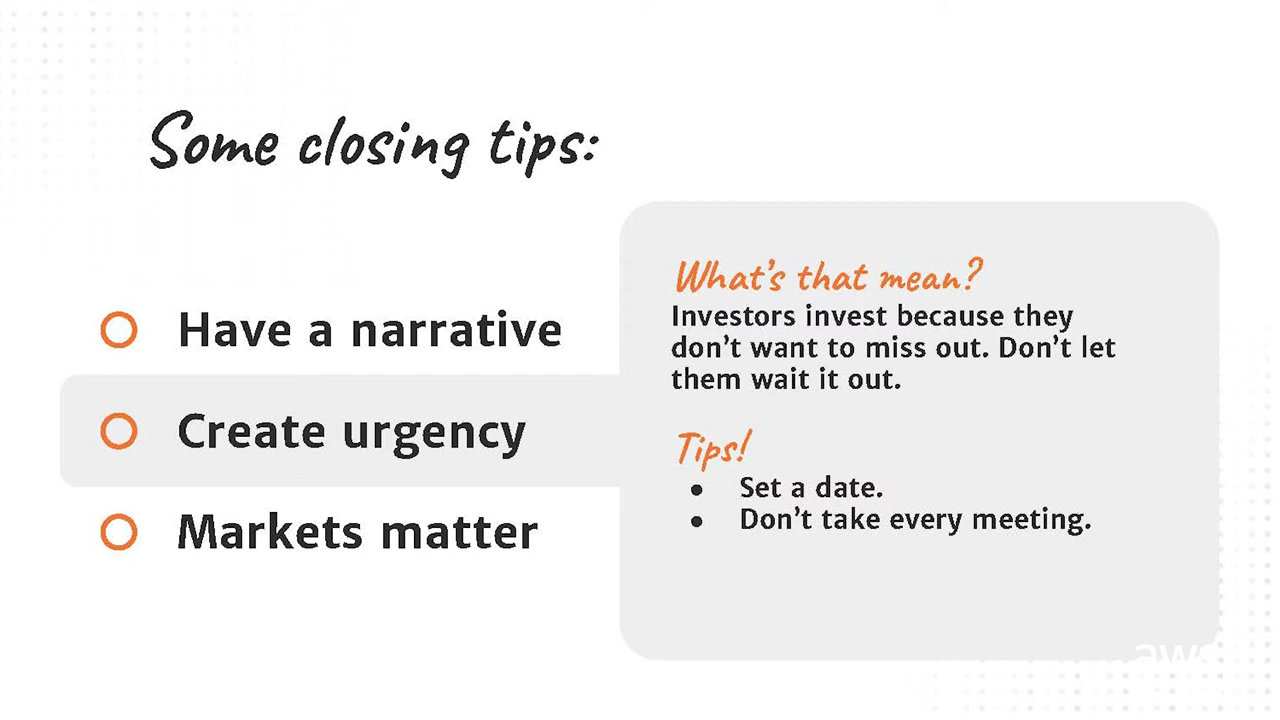 Some closing tips:
Have a narrative
Create urgency
Markets matter
What's that mean?
Investors invest because they
don't want to miss out. Don't let
them wait it out.
Tips!
● Set a date.
● Don't take every meeting.
aws